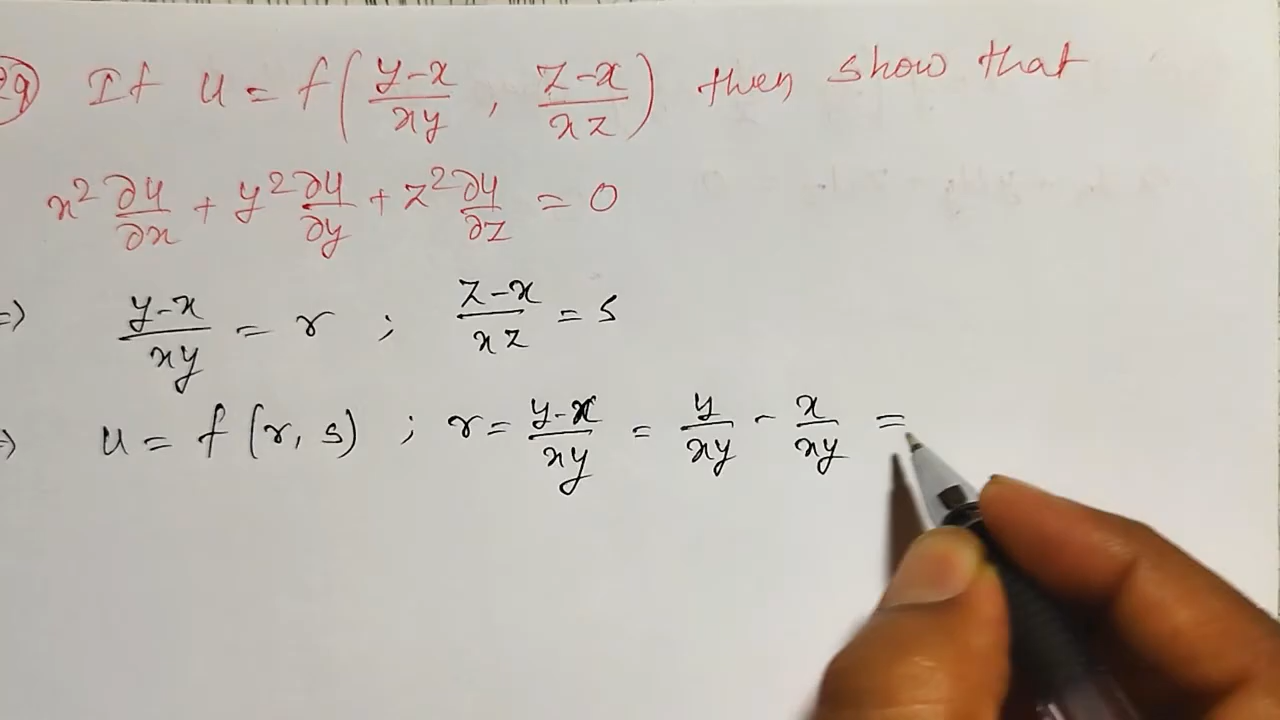 29) If u = f(y-x/xy, z-x/xz) then show that
x² ∂u/∂x + y² ∂u/∂y + z² ∂u/∂z = 0
=> y-x/xy = r ; z-x/xz = s
=> u = f(r, s) ; r = y-x/xy = y/xy - x/xy =